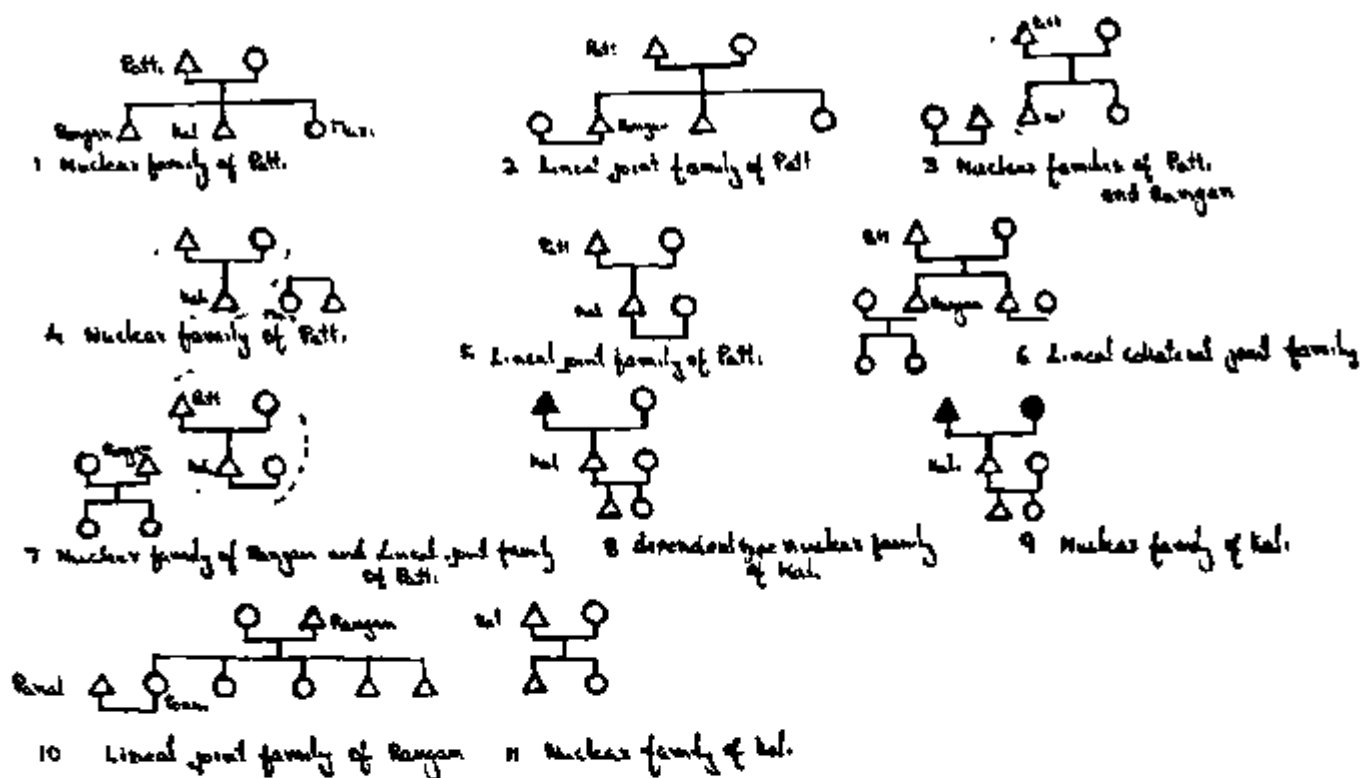 Patt.
Rangan Kal
1 Nuclear family of Patt.
Patt
Rangan
2 Lineal joint family of Patt
Patt
3 Nuclear families of Patt.
and Rangan
Kal.
4 Nuclear family of Patt.
Patt
Kal
5 Lineal joint family of Patt.
Patt
Rangan
6 Lineal collateral joint family
Patt
Rangan Kal.
7 Nuclear family of Rangan and Lineal joint family
of Patt.
Kal
8 dependent type nuclear family
of Kal.
Kal.
9 Nuclear family of Kal.
Rangan
10 Lineal joint family of Rangan
Kal
11 Nuclear family of Kal.